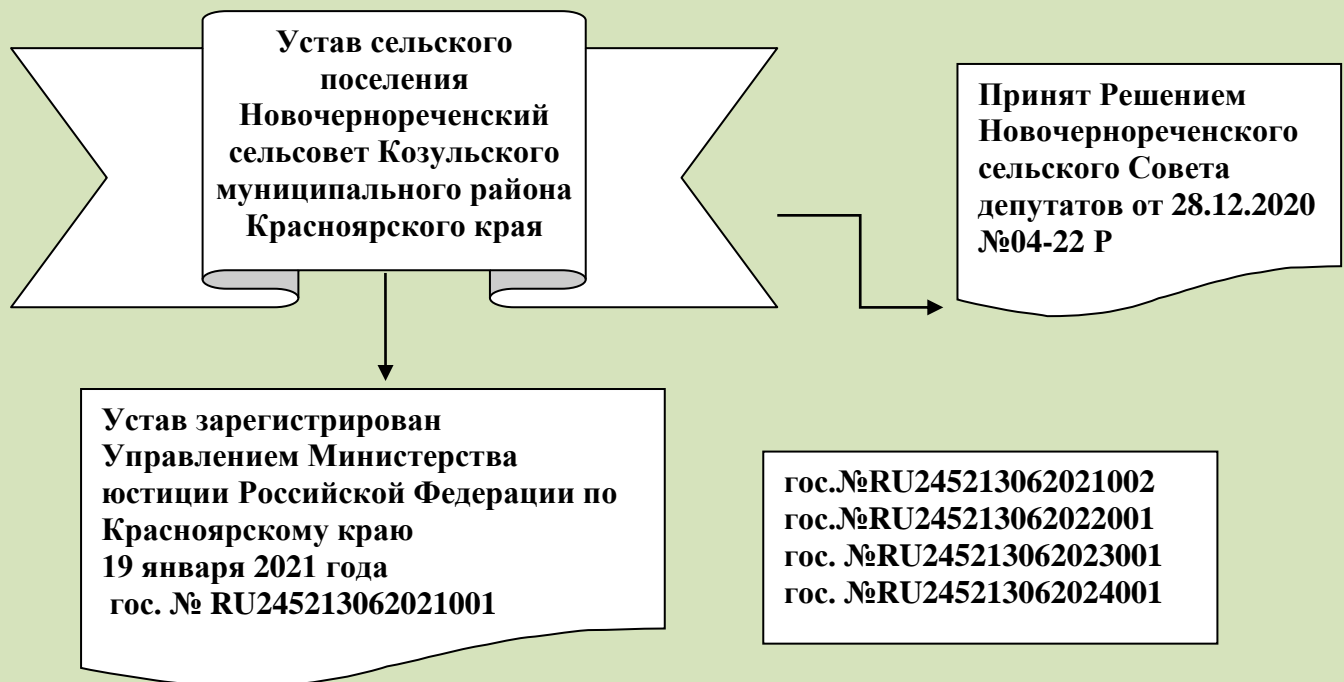 Устав сельского
поселения
Новочернореченский
сельсовет Козульского
муниципального района
Красноярского края
Принят Решением
Новочернореченского
сельского Совета
депутатов от 28.12.2020
№04-22 Р
Устав зарегистрирован
Управлением Министерства
юстиции Российской Федерации по
Красноярскому краю
19 января 2021 года
гос. № RU245213062021001
гос.№RU245213062021002
гос.№RU245213062022001
гос. №RU245213062023001
гос. №RU245213062024001